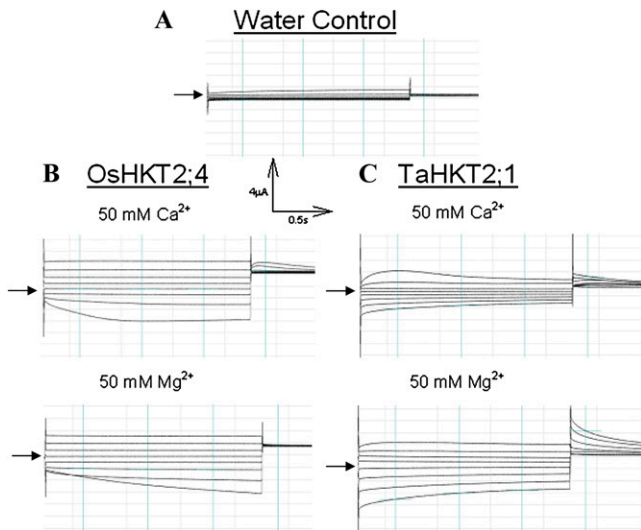 A Water Control
B OsHKT2;4
4µA
0.5s
C TaHKT2;1
50 mM Ca²⁺
50 mM Ca²⁺
50 mM Mg²⁺
50 mM Mg²⁺